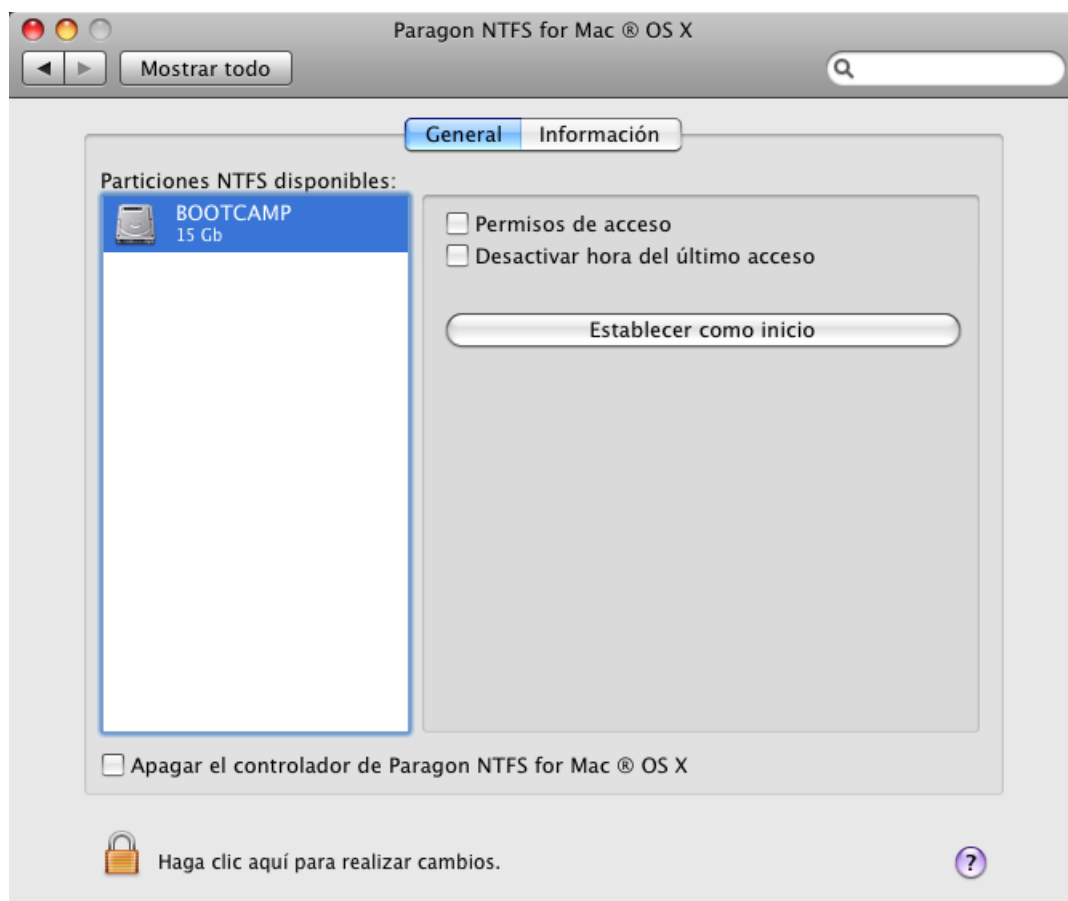 Paragon NTFS for Mac ® OS X
Mostrar todo
General Información
Particiones NTFS disponibles:
BOOTCAMP
15 Gb
Permisos de acceso
Desactivar hora del último acceso
Establecer como inicio
Apagar el controlador de Paragon NTFS for Mac ® OS X
Haga clic aquí para realizar cambios.
?